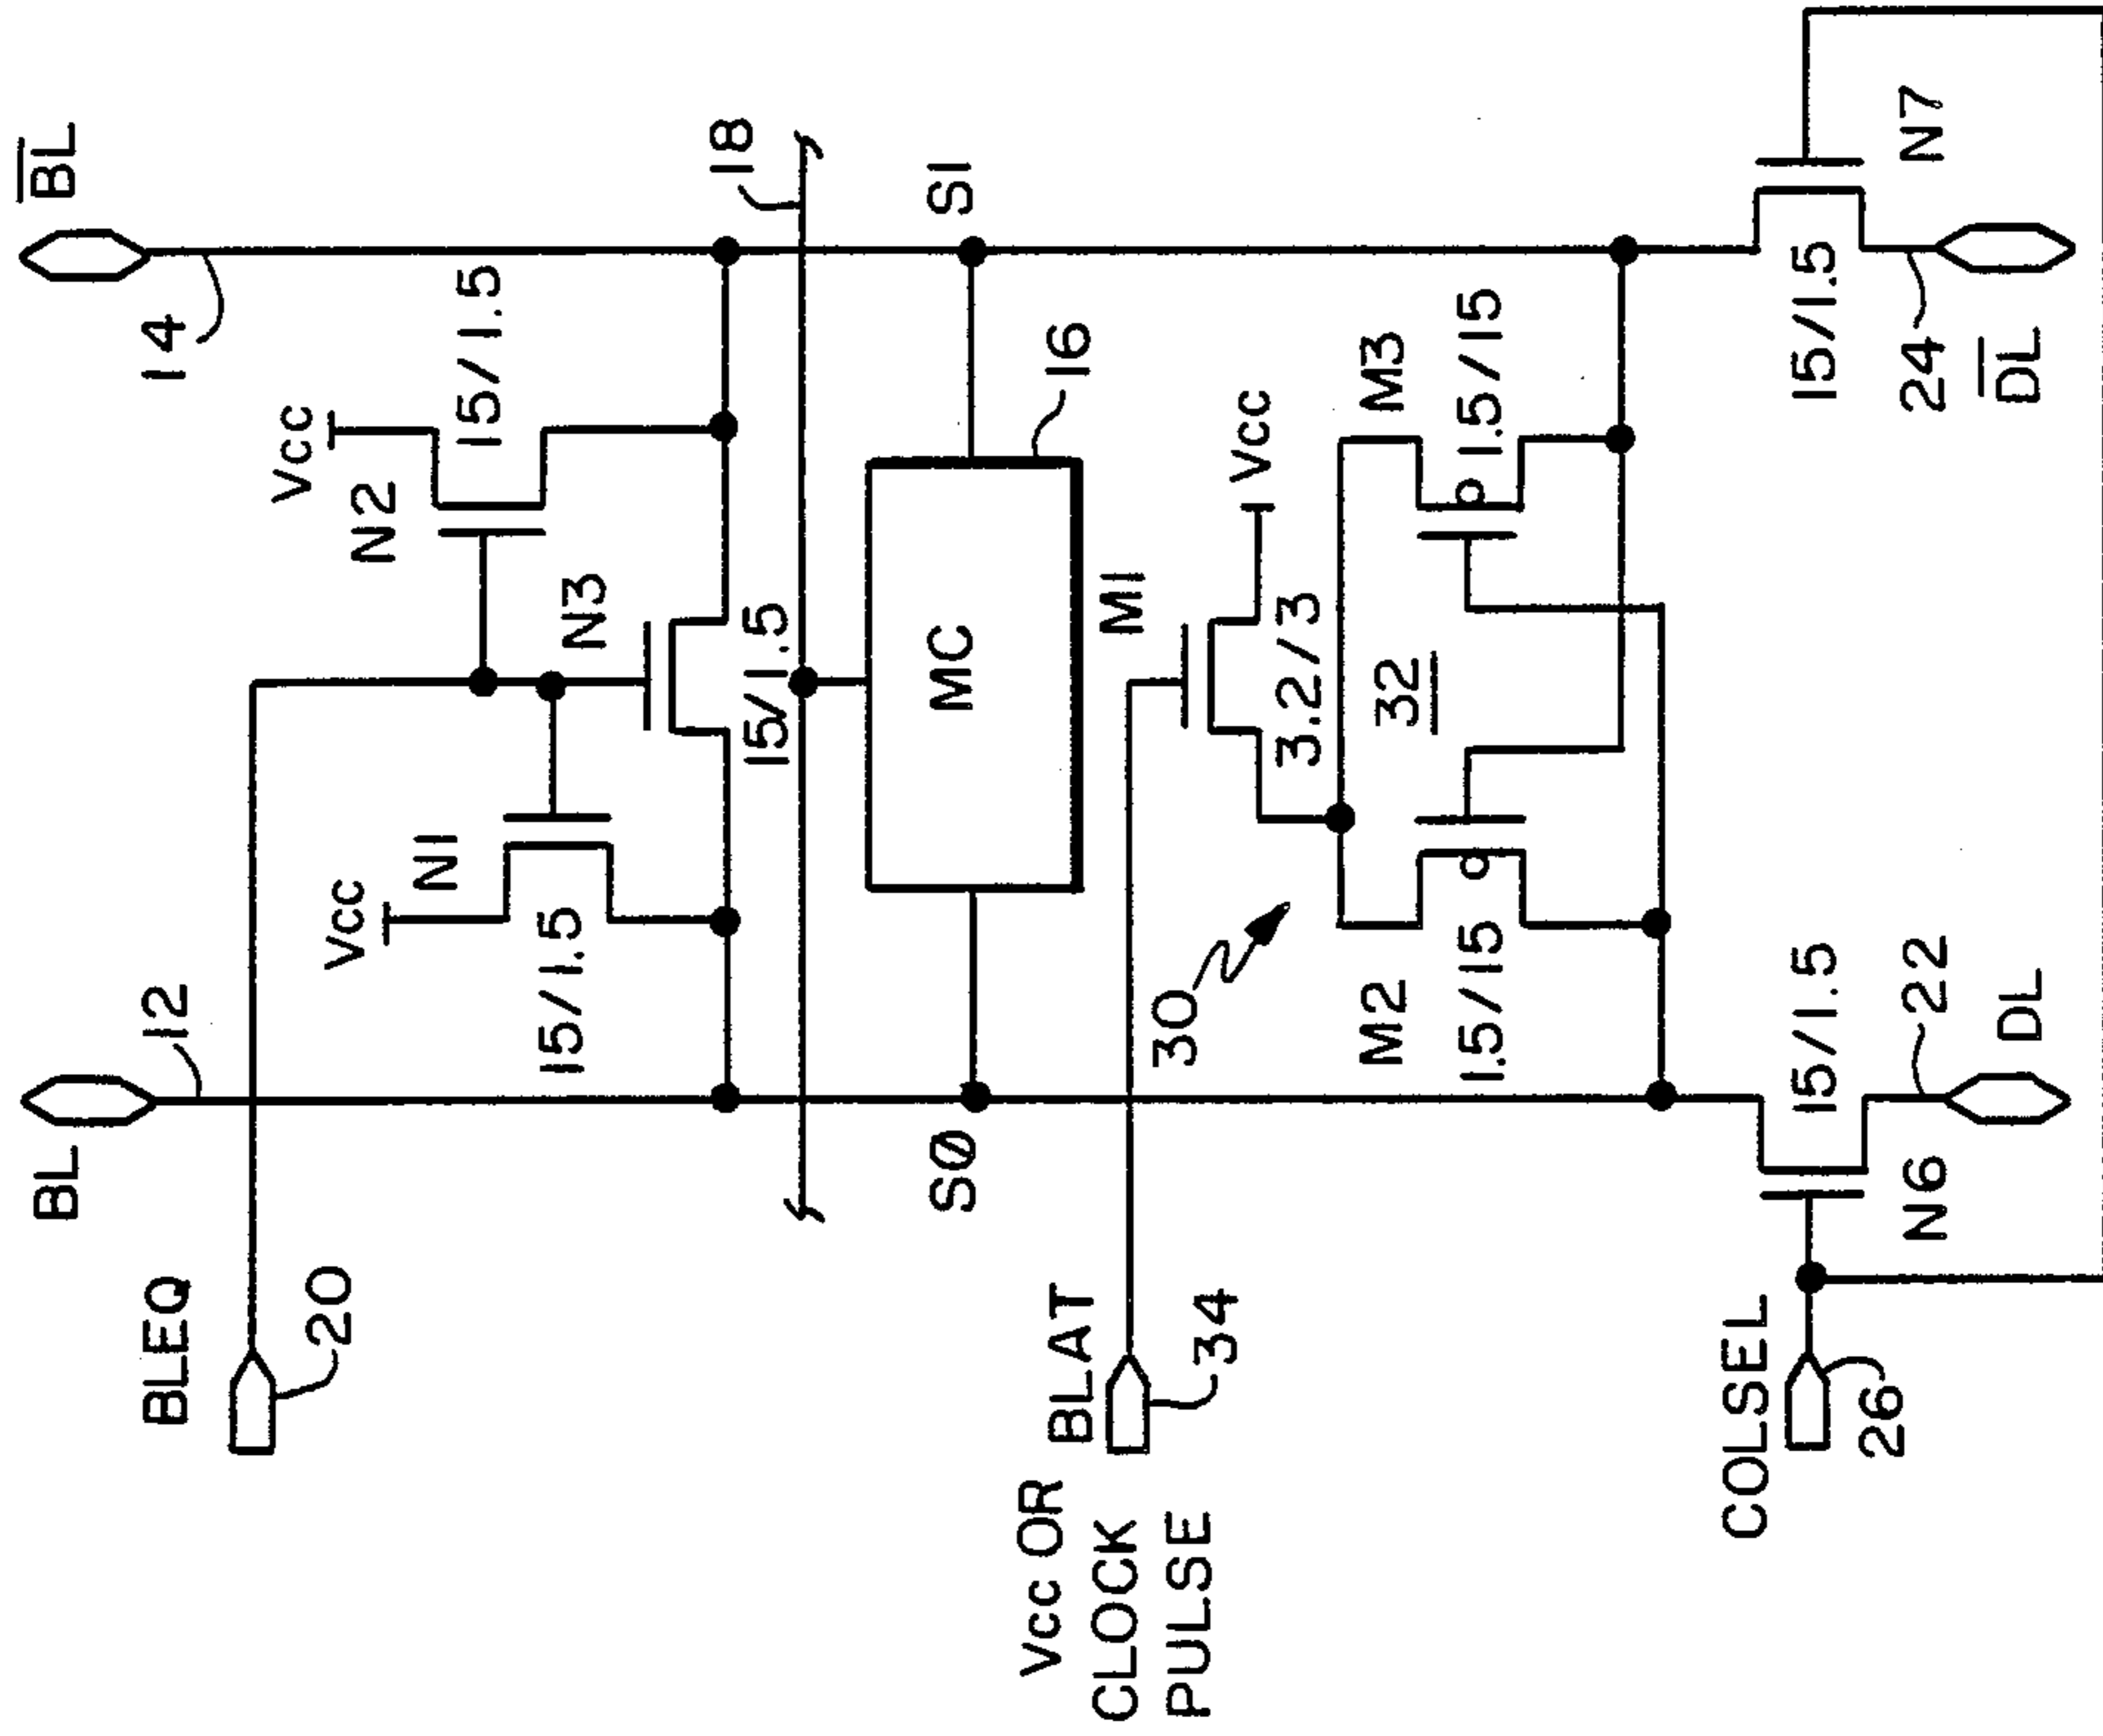 BL
12
BLEQ
20
B̅L̅
14
Vcc
N2
15/1.5
Vcc
N1
15/1.5
N3
15/1.5
18
SØ
S1
MC
16
Vcc OR
CLOCK
PULSE
BLAT
34
M1
3.2/3
Vcc
30
32
M2
1.5/15
M3
1.5/15
COLSEL
26
N6
15/1.5
22
DL
15/1.5
N7
24
D̅L̅